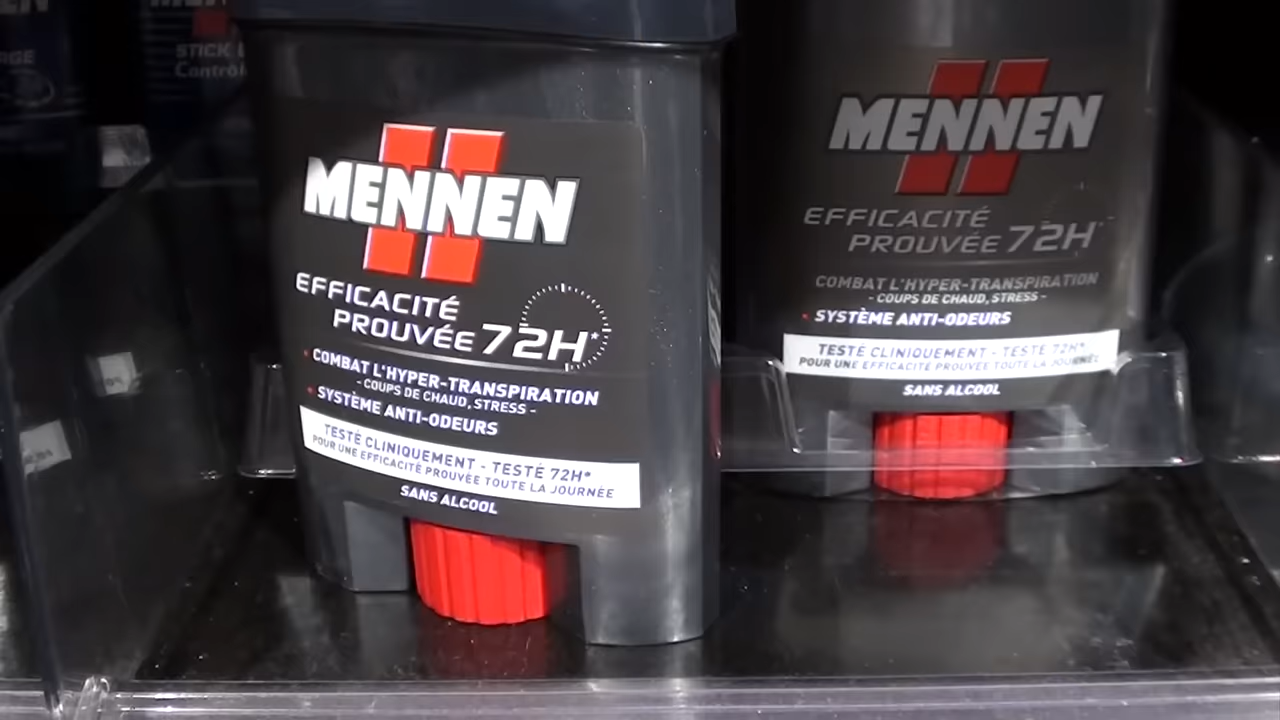 MENNEN
EFFICACITÉ
PROUVÉE 72H*
COMBAT L'HYPER-TRANSPIRATION
- COUPS DE CHAUD, STRESS -
SYSTÈME ANTI-ODEURS
TESTÉ CLINIQUEMENT - TESTÉ 72H*
POUR UNE EFFICACITÉ PROUVÉE TOUTE LA JOURNÉE
SANS ALCOOL
MENNEN
EFFICACITÉ
PROUVÉE 72H*
COMBAT L'HYPER-TRANSPIRATION
- COUPS DE CHAUD, STRESS -
SYSTÈME ANTI-ODEURS
TESTÉ CLINIQUEMENT - TESTÉ 72H*
POUR UNE EFFICACITÉ PROUVÉE TOUTE LA JOURNÉE
SANS ALCOOL
STICK